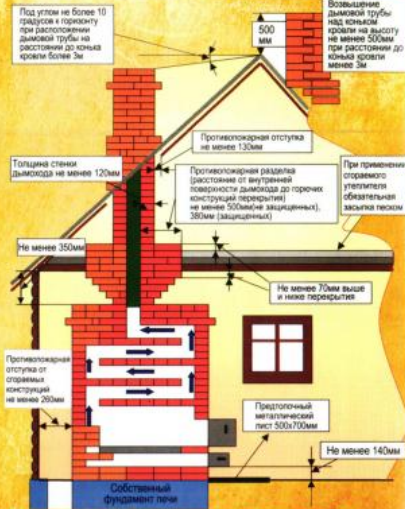 Под углом не более 10
градусов к горизонту
при расположении
дымовой трубы на
расстоянии до конька
кровли более 3м
500
мм
Возвышение
дымовой трубы
над коньком
кровли на высоту
не менее 500мм
при расстоянии до
конька кровли
менее 3м
Противопожарная отступка
не менее 130мм
Толщина стенки
дымохода не менее 120мм
Противопожарная разделка
(расстояние от внутренней
поверхности дымохода до горючих
конструкций перекрытия)
не менее 500мм(не защищенных),
380мм (защищенных)
При применении
сгораемого
утеплителя
обязательная
засыпка песком
Не менее 350мм
Не менее 70мм выше
и ниже перекрытия
Противопожарная
отступка от
сгораемых
конструкций
не менее 260мм
Предтопочный
металлический
лист 500х700мм
Не менее 140мм
Собственный
фундамент печи